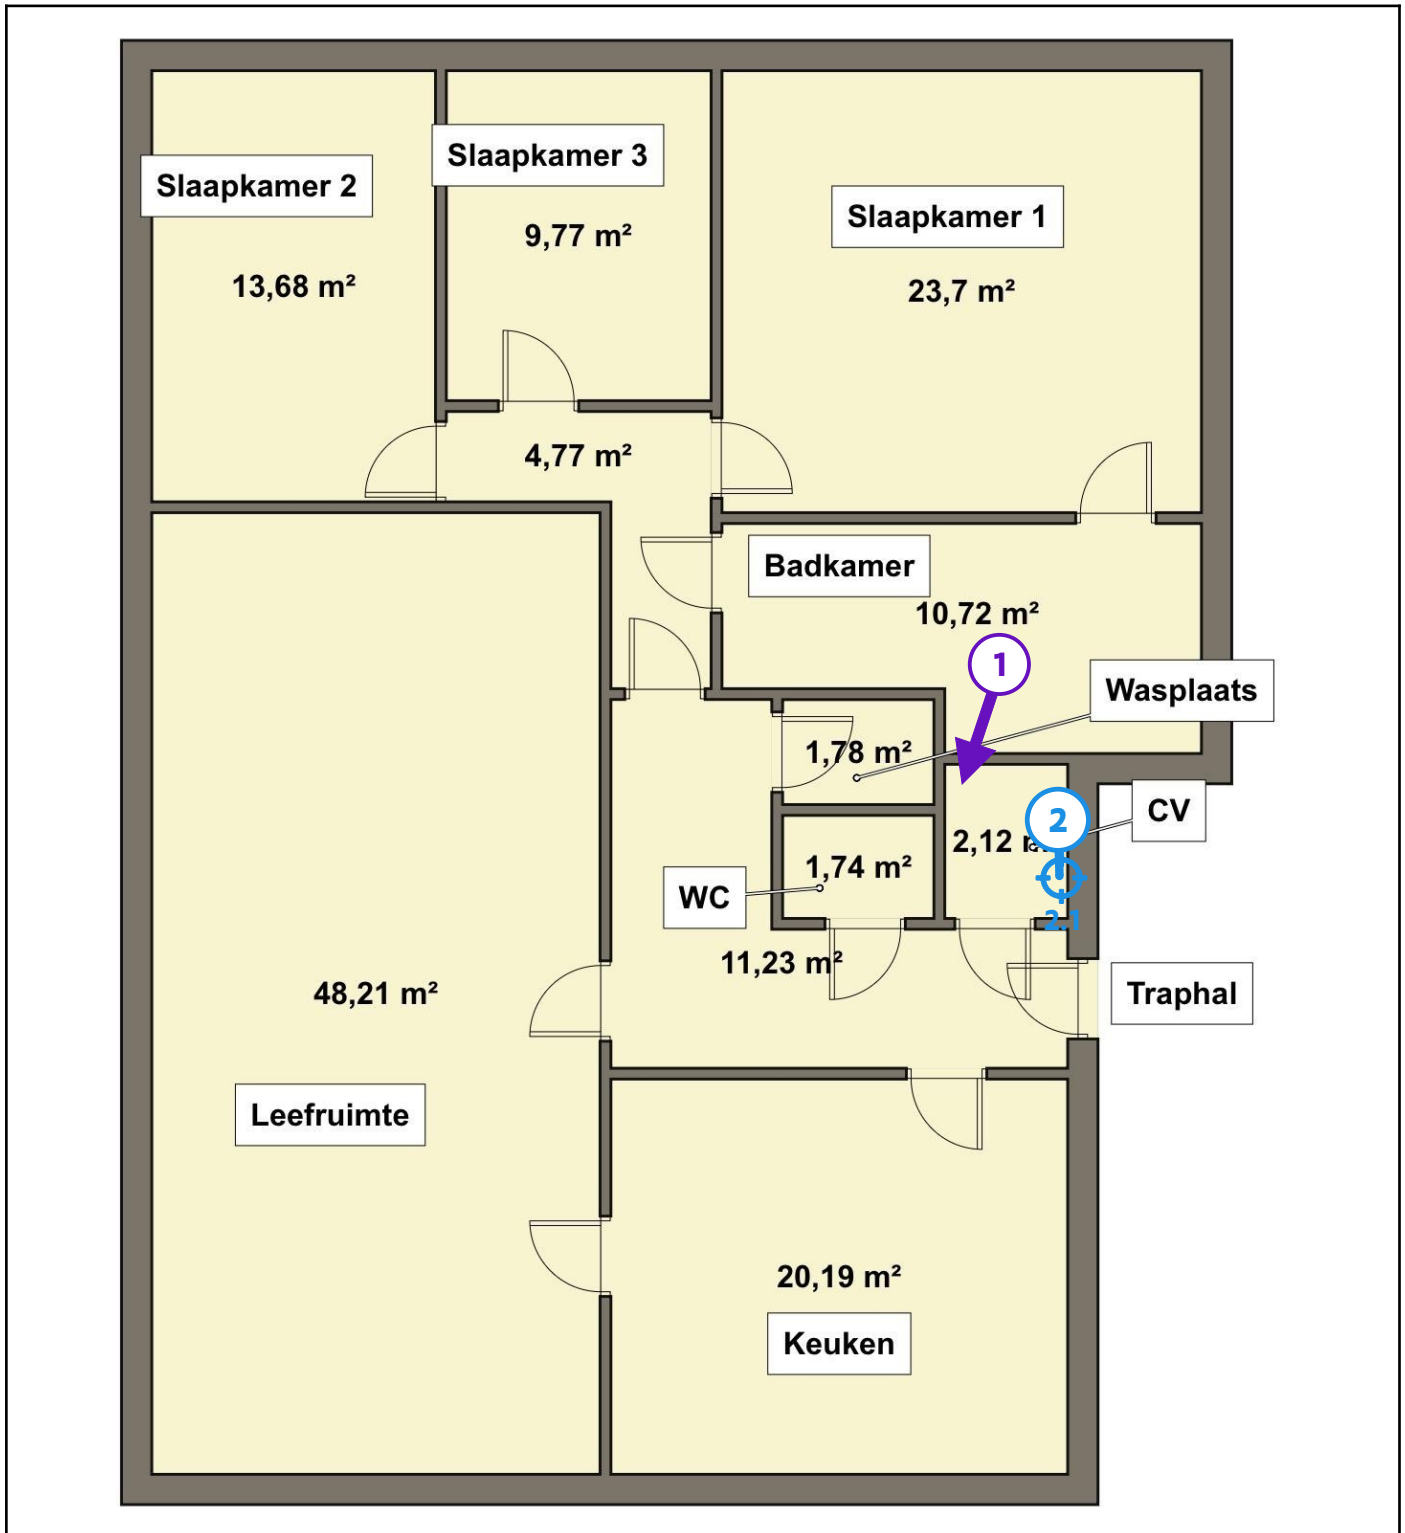 Slaapkamer 3
Slaapkamer 2
Slaapkamer 1
9,77 m²
13,68 m²
23,7 m²
4,77 m²
Badkamer
10,72 m²
1
Wasplaats
1,78 m²
CV
2
2,12
1,74 m²
WC
2.1
11,23 m²
48,21 m²
Traphal
Leefruimte
20,19 m²
Keuken